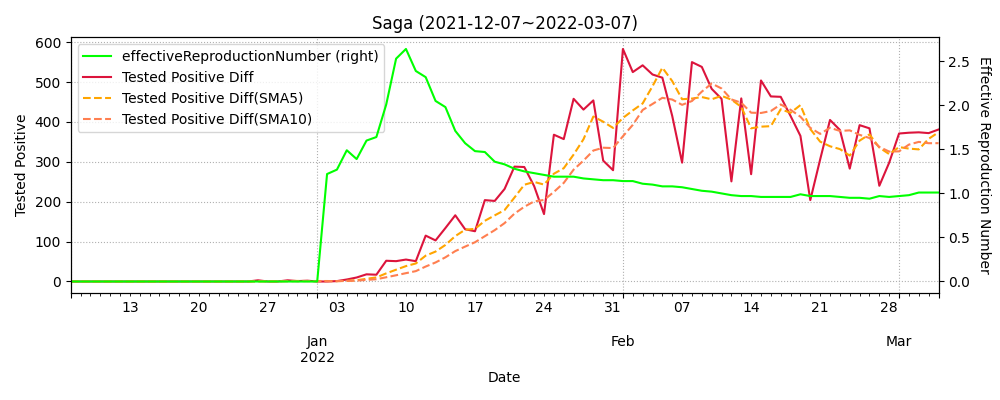 Saga (2021-12-07~2022-03-07)
effectiveReproductionNumber (right)
Tested Positive Diff
Tested Positive Diff(SMA5)
Tested Positive Diff(SMA10)
Tested Positive
600
500
400
300
200
100
0
2.5
2.0
1.5
1.0
0.5
0.0
Effective Reproduction Number
13 20 27 03 10 17 24 31 07 14 21 28
Jan Feb Mar
2022
Date